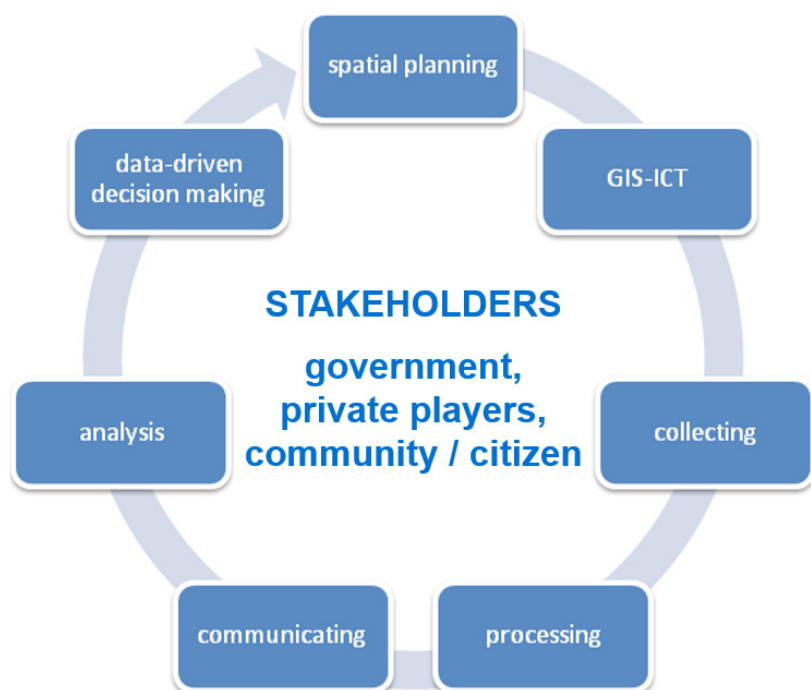 spatial planning
GIS-ICT
collecting
processing
communicating
analysis
data-driven
decision making
STAKEHOLDERS
government,
private players,
community / citizen